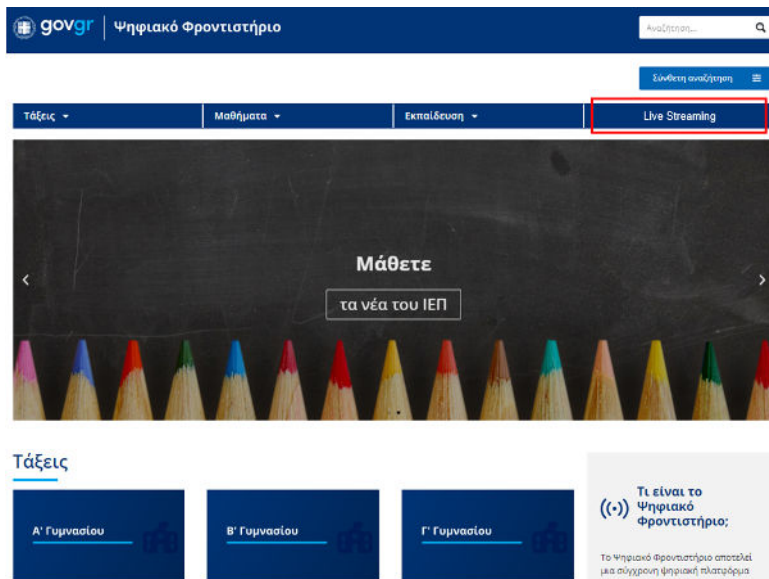 govgr Ψηφιακό Φροντιστήριο
Αναζήτηση...
Σύνθετη αναζήτηση
Τάξεις Μαθήματα Εκπαίδευση Live Streaming
Μάθετε
τα νέα του ΙΕΠ
Τάξεις
Α' Γυμνασίου
Β' Γυμνασίου
Γ' Γυμνασίου
Τι είναι το
Ψηφιακό
Φροντιστήριο;
Το Ψηφιακό Φροντιστήριο αποτελεί
μια σύγχρονη ψηφιακή πλατφόρμα